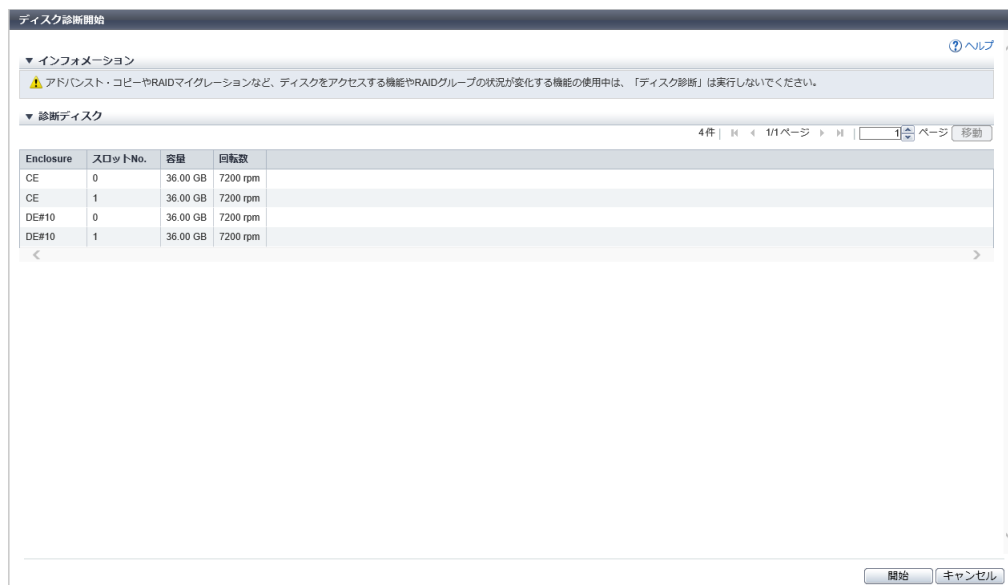 ディスク診断開始
ヘルプ
インフォメーション
アドバンスト・コピーやRAIDマイグレーションなど、ディスクをアクセスする機能やRAIDグループの状況が変化する機能の使用中は、「ディスク診断」は実行しないでください。
診断ディスク
4件 | 1/1ページ | 1 ページ 移動
Enclosure スロットNo. 容量 回転数
CE 0 36.00 GB 7200 rpm
CE 1 36.00 GB 7200 rpm
DE#10 0 36.00 GB 7200 rpm
DE#10 1 36.00 GB 7200 rpm
開始 キャンセル